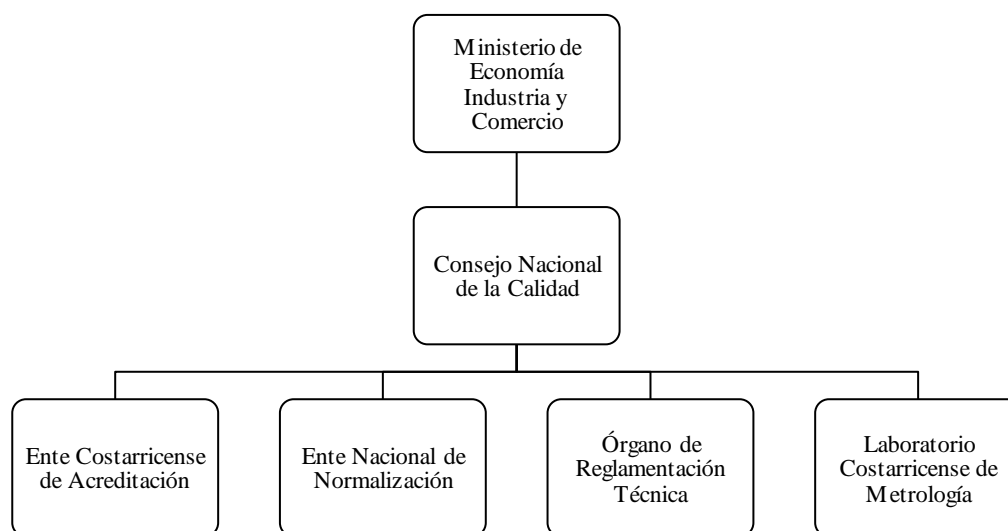 Ministerio de
Economía
Industria y
Comercio
Consejo Nacional
de la Calidad
Ente Costarricense
de Acreditación
Ente Nacional de
Normalización
Órgano de
Reglamentación
Técnica
Laboratorio
Costarricense de
Metrología